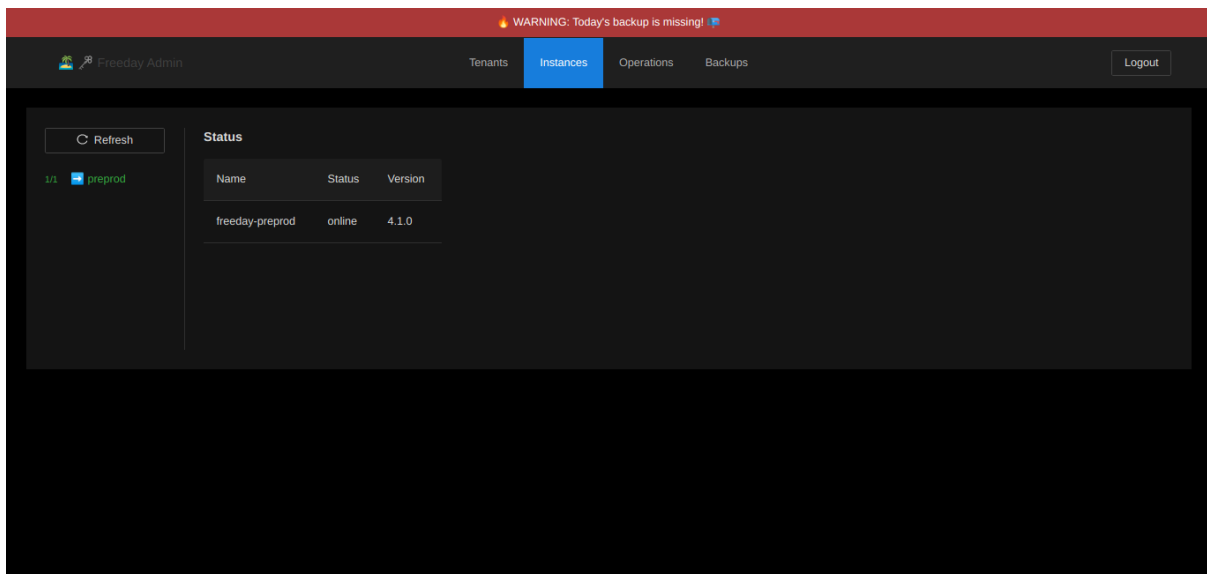 🔥 WARNING: Today's backup is missing! 📪
🏝️ 🗝️ Freeday Admin
Tenants
Instances
Operations
Backups
Logout
Refresh
1/1 ➡️ preprod
Status
Name Status Version
freeday-preprod online 4.1.0